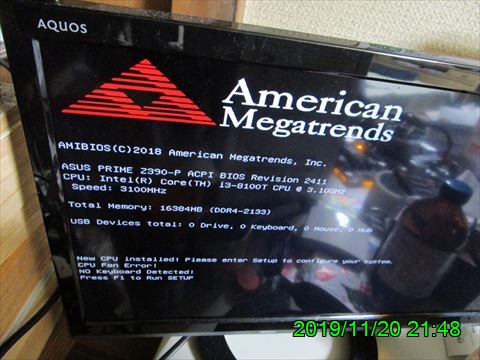 AQUOS
American
Megatrends
AMIBIOS(C)2018 American Megatrends, Inc.
ASUS PRIME Z390-P ACPI BIOS Revision 2411
CPU: Intel(R) Core(TM) i3-8100T CPU @ 3.10GHz
Speed: 3100MHz
Total Memory: 16384MB (DDR4-2133)
USB Devices total: 0 Drive, 0 Keyboard, 0 Mouse, 0 Hub
New CPU installed! Please enter Setup to configure your system.
CPU Fan Error!
NO Keyboard Detected!
Press F1 to Run SETUP
2019/11/20 21:48